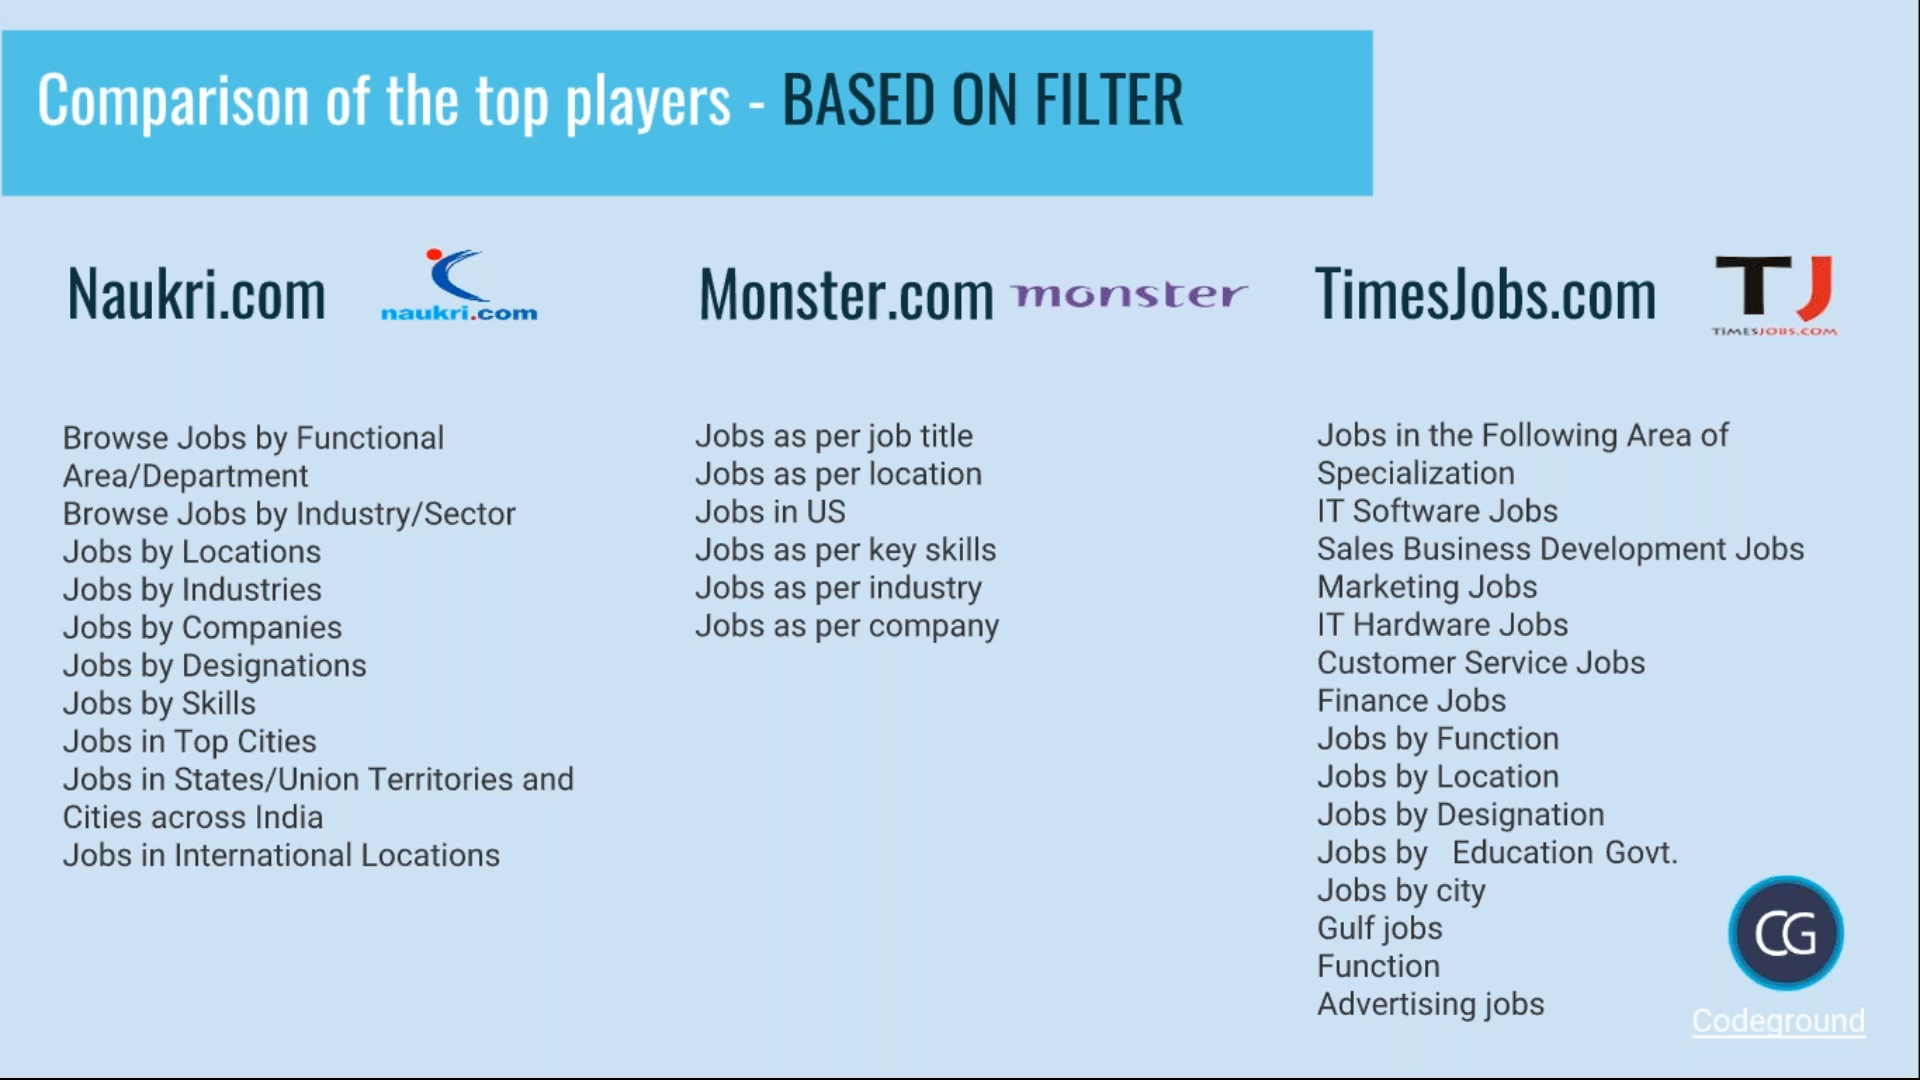 Comparison of the top players - BASED ON FILTER
Naukri.com
naukri.com
Monster.com
monster
TimesJobs.com
TJ
TIMESJOBS.COM
Browse Jobs by Functional
Area/Department
Browse Jobs by Industry/Sector
Jobs by Locations
Jobs by Industries
Jobs by Companies
Jobs by Designations
Jobs by Skills
Jobs in Top Cities
Jobs in States/Union Territories and
Cities across India
Jobs in International Locations
Jobs as per job title
Jobs as per location
Jobs in US
Jobs as per key skills
Jobs as per industry
Jobs as per company
Jobs in the Following Area of
Specialization
IT Software Jobs
Sales Business Development Jobs
Marketing Jobs
IT Hardware Jobs
Customer Service Jobs
Finance Jobs
Jobs by Function
Jobs by Location
Jobs by Designation
Jobs by Education Govt.
Jobs by city
Gulf jobs
Function
Advertising jobs
CG
Codeground